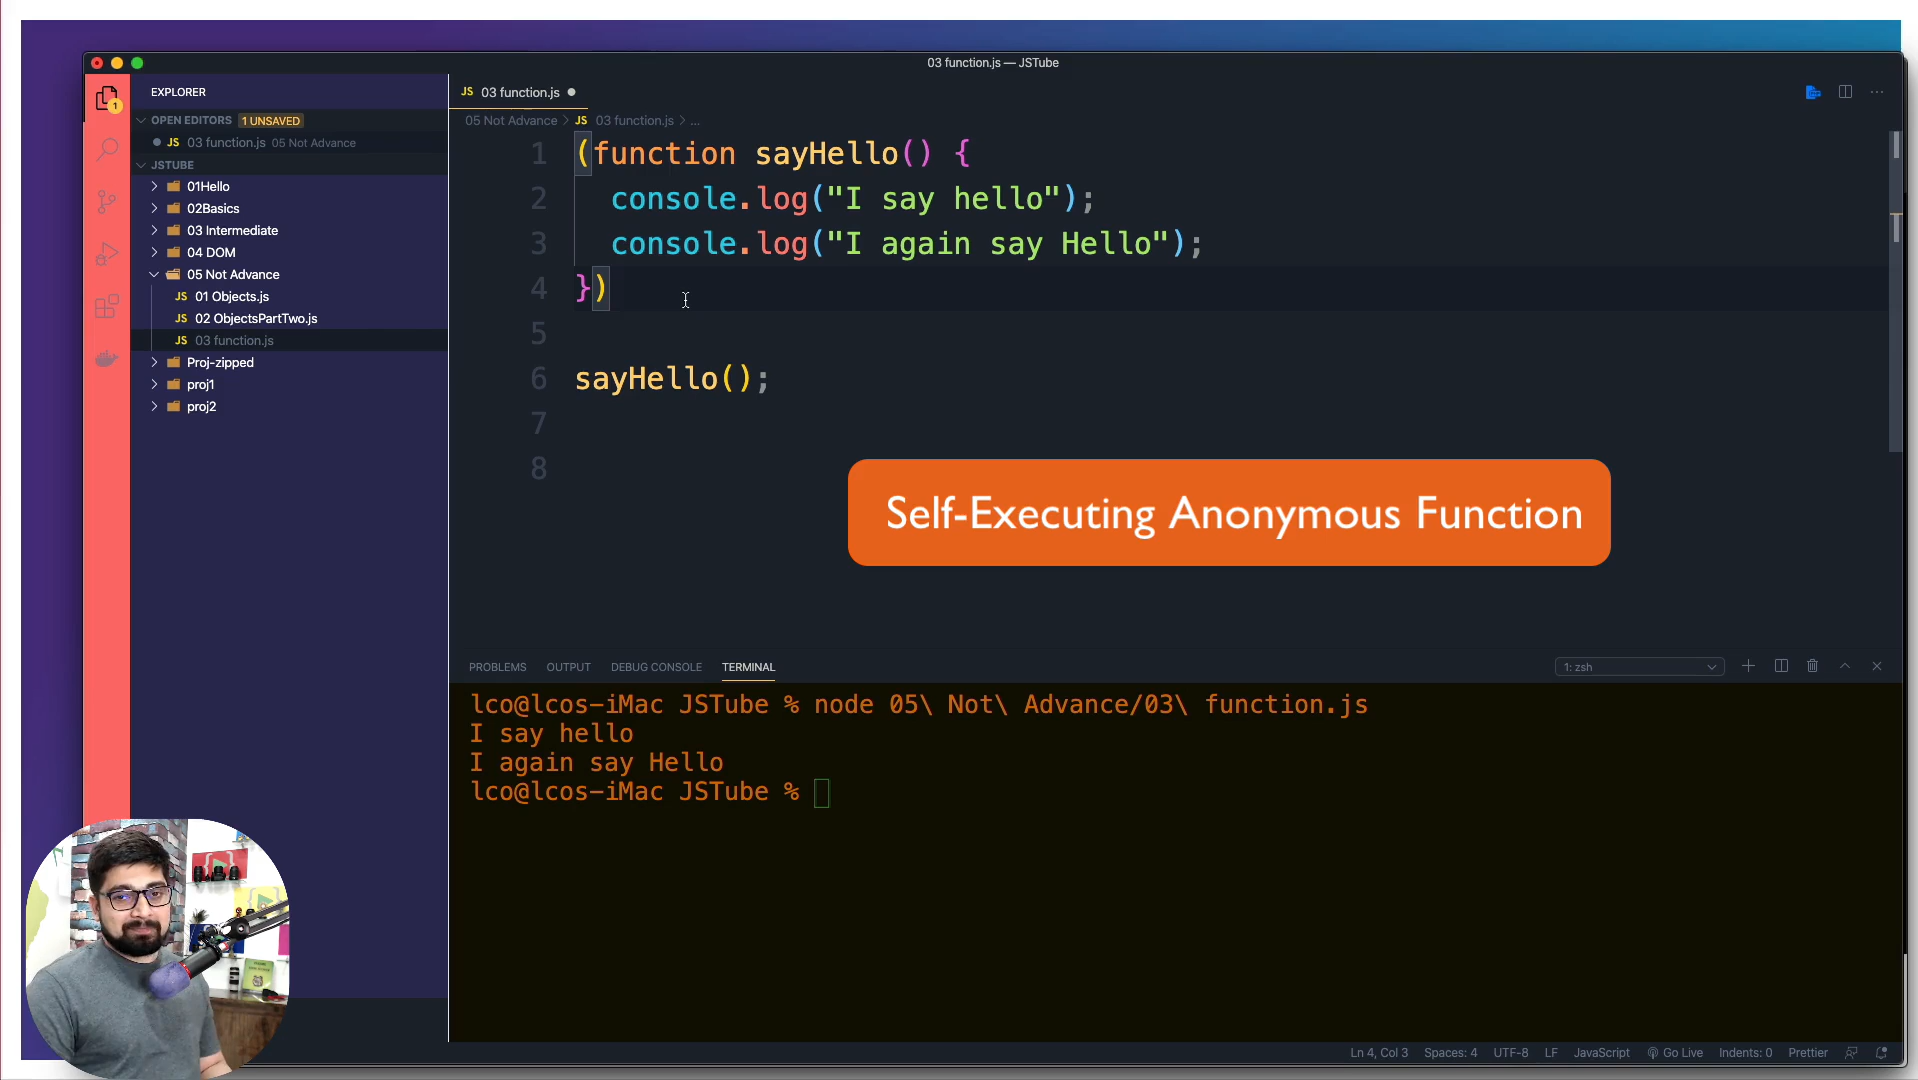 03 function.js — JSTube
EXPLORER
OPEN EDITORS 1 UNSAVED
JS 03 function.js 05 Not Advance
JSTUBE
01Hello
02Basics
03 Intermediate
04 DOM
05 Not Advance
JS 01 Objects.js
JS 02 ObjectsPartTwo.js
JS 03 function.js
Proj-zipped
proj1
proj2
1
JS 03 function.js
05 Not Advance > JS 03 function.js > ...
1 (function sayHello() {
2 console.log("I say hello");
3 console.log("I again say Hello");
4 })
5
6 sayHello();
7
8
Self-Executing Anonymous Function
PROBLEMS OUTPUT DEBUG CONSOLE TERMINAL 1: zsh
lco@lcos-iMac JSTube % node 05\ Not\ Advance/03\ function.js
I say hello
I again say Hello
lco@lcos-iMac JSTube %
Ln 4, Col 3 Spaces: 4 UTF-8 LF JavaScript Go Live Indents: 0 Prettier